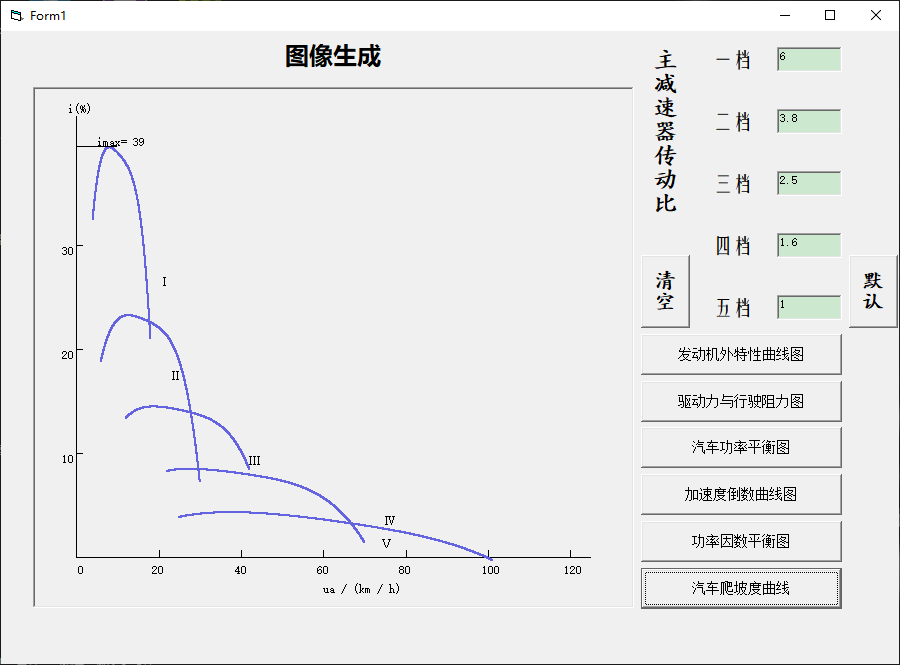 Form1
图像生成
i(%)
imax= 39
30
20
10
0 20 40 60 80 100 120
ua / (km / h)
I
II
III
IV
V
主减速器传动比
一档 6
二档 3.8
三档 2.5
四档 1.6
五档 1
清空
默认
发动机外特性曲线图
驱动力与行驶阻力图
汽车功率平衡图
加速度倒数曲线图
功率因数平衡图
汽车爬坡度曲线